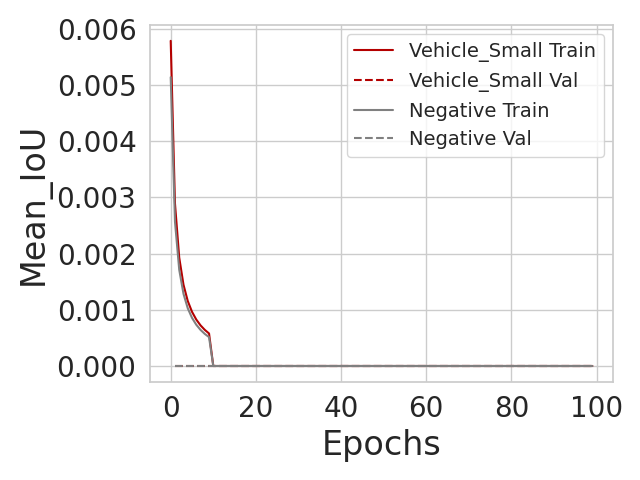 0.006
0.005
0.004
0.003
0.002
0.001
0.000
Mean_IoU
Vehicle_Small Train
Vehicle_Small Val
Negative Train
Negative Val
0 20 40 60 80 100
Epochs